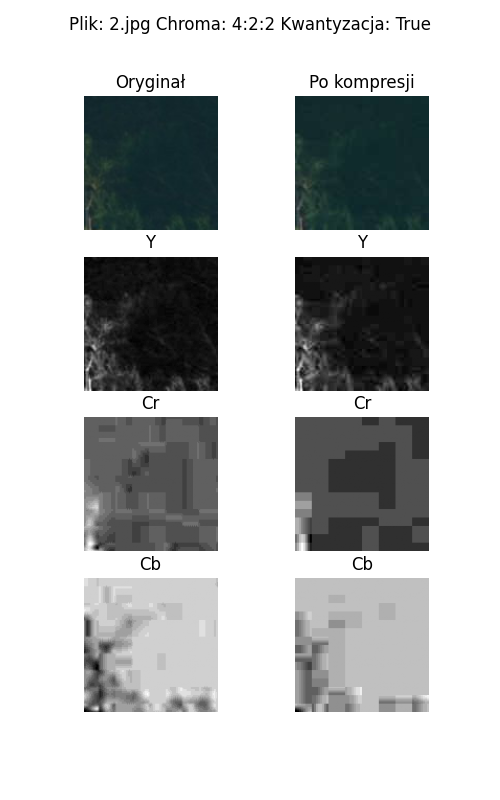 Plik: 2.jpg Chroma: 4:2:2 Kwantyzacja: True
Oryginał Po kompresji
Y Y
Cr Cr
Cb Cb